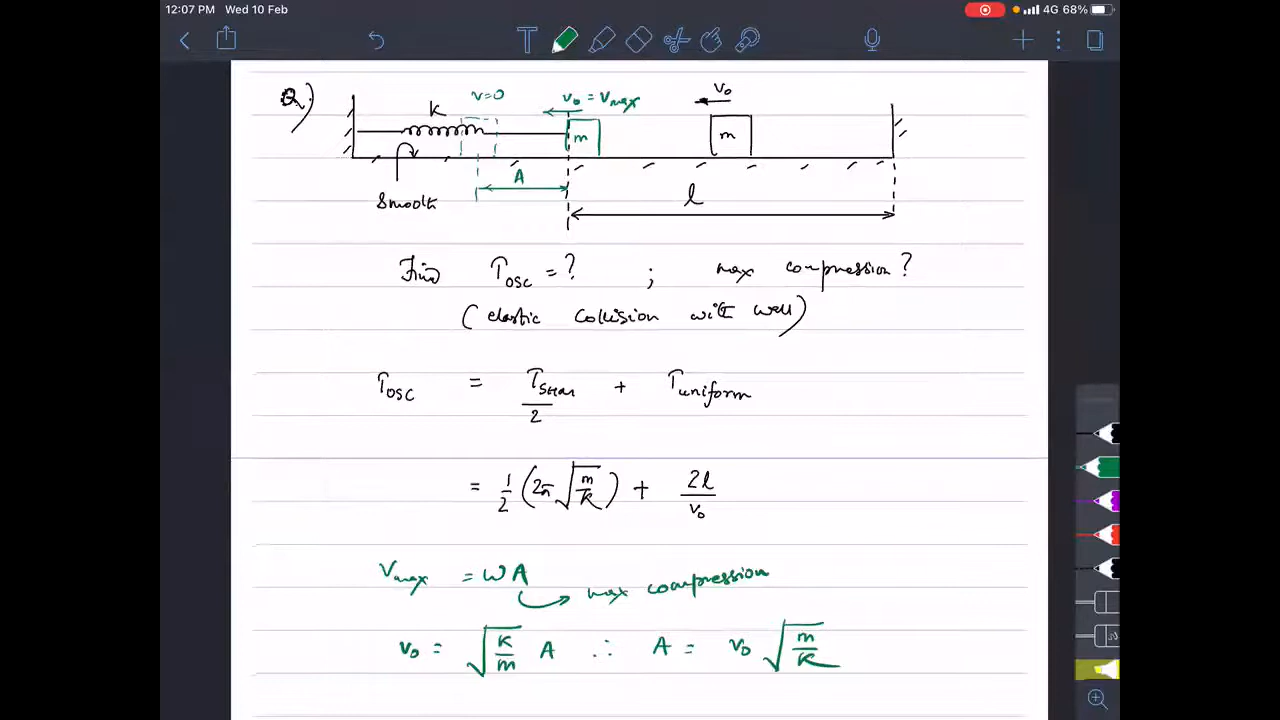 12:07 PM Wed 10 Feb
4G 68%
T
Q)
K
v=0
v₀ = Vmax
v₀
m
m
A
Smooth
l
Find Tosc = ? ; max compression?
(elastic collision with wall)
Tosc = TSHM/2 + Tuniform
= 1/2 (2π √(m/K)) + 2l/v₀
Vmax = ωA → max compression
v₀ = √(K/m) A ∴ A = v₀ √(m/K)